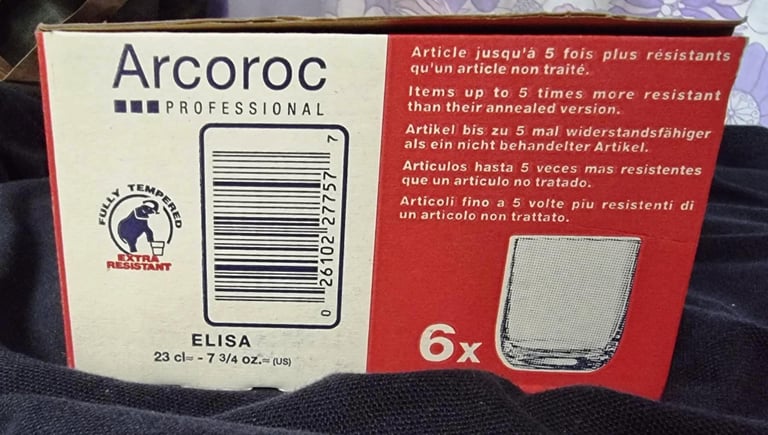 Arcoroc
PROFESSIONAL
FULLY TEMPERED
EXTRA
RESISTANT
0 26102 27757 7
ELISA
23 cl≈ - 7 3/4 oz.≈ (US)
Article jusqu'á 5 fois plus résistants
qu'un article non traité.
Items up to 5 times more resistant
than their annealed version.
Artikel bis zu 5 mal widerstandsfähiger
als ein nicht behandelter Artikel.
Articulos hasta 5 veces mas resistentes
que un articulo no tratado.
Articoli fino a 5 volte piu resistenti di
un articolo non trattato.
6x